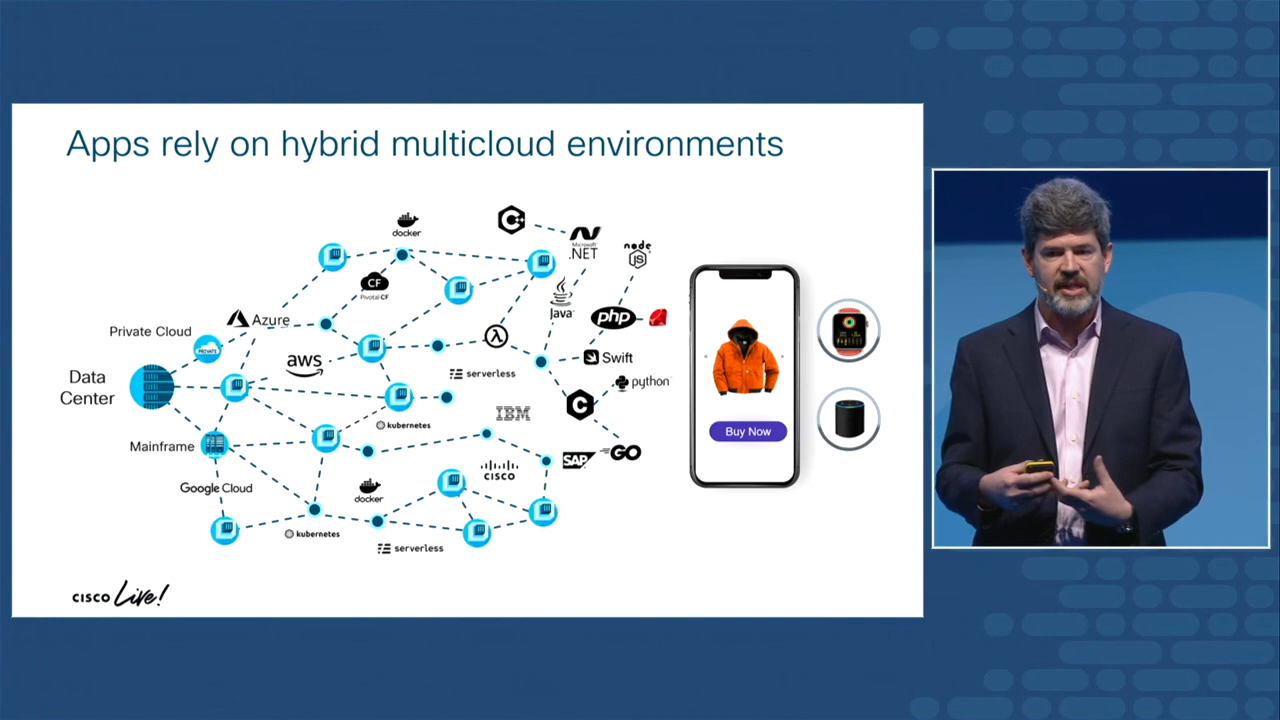 Apps rely on hybrid multicloud environments
docker
Microsoft
.NET
node
JS
CF
Pivotal CF
Java
Azure
php
Private Cloud
PRIVATE
λ
aws
Swift
serverless
Data
Center
python
C
IBM
Buy Now
kubernetes
Mainframe
SAP
GO
CISCO
Google Cloud
docker
kubernetes
serverless
CISCO Live!